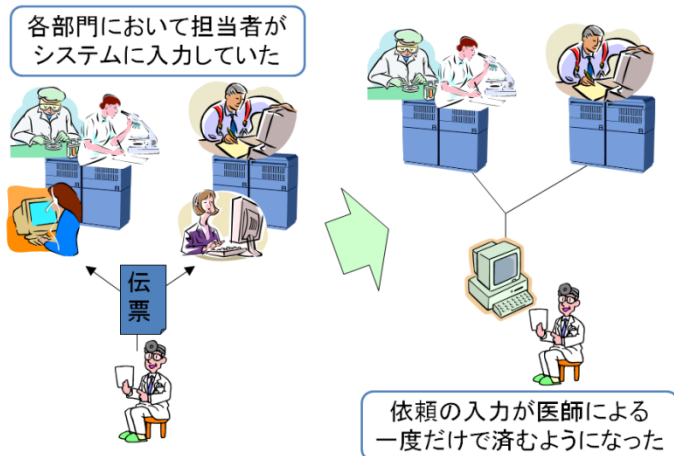 各部門において担当者が
システムに入力していた
伝
票
依頼の入力が医師による
一度だけで済むようになった